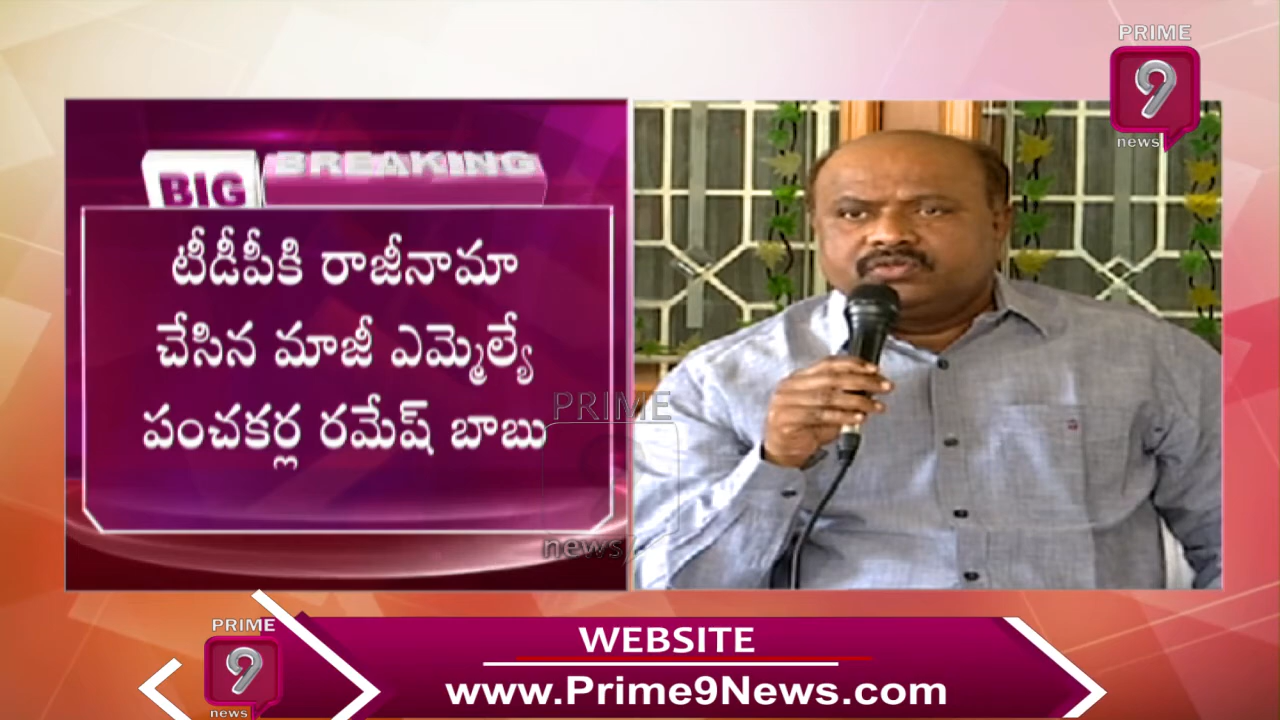 PRIME
9
news
BREAKING
BIG
టీడీపీకి రాజీనామా
చేసిన మాజీ ఎమ్మెల్యే
పంచకర్ల రమేష్ బాబు
PRIME
news
PRIME
9
news
WEBSITE
www.Prime9News.com